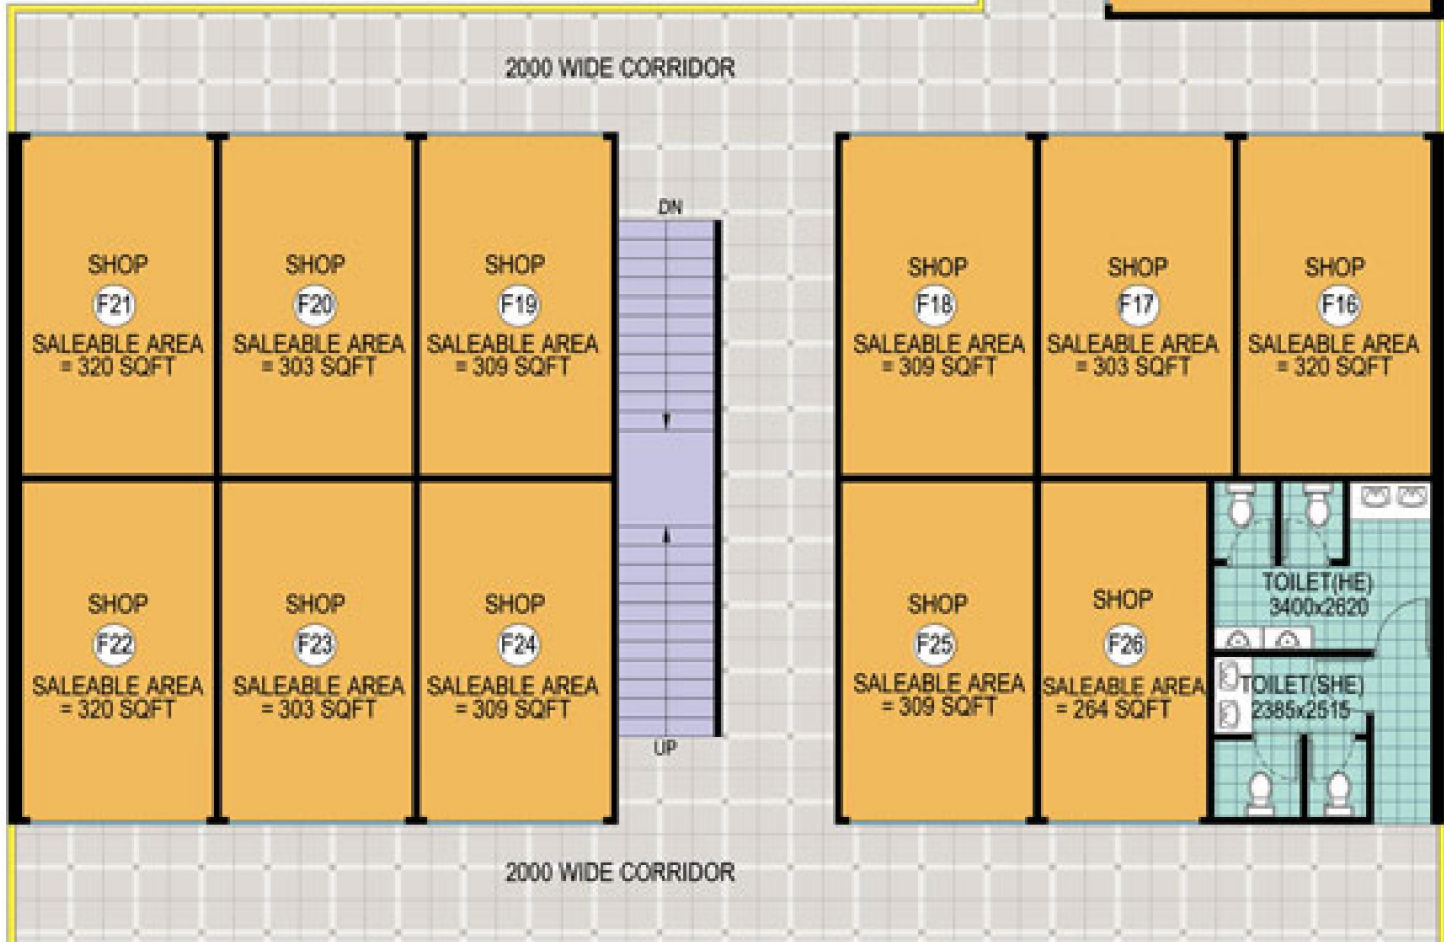 2000 WIDE CORRIDOR
SHOP
F21
SALEABLE AREA
= 320 SQFT
SHOP
F20
SALEABLE AREA
= 303 SQFT
SHOP
F19
SALEABLE AREA
= 309 SQFT
DN
SHOP
F18
SALEABLE AREA
= 309 SQFT
SHOP
F17
SALEABLE AREA
= 303 SQFT
SHOP
F16
SALEABLE AREA
= 320 SQFT
SHOP
F22
SALEABLE AREA
= 320 SQFT
SHOP
F23
SALEABLE AREA
= 303 SQFT
SHOP
F24
SALEABLE AREA
= 309 SQFT
UP
SHOP
F25
SALEABLE AREA
= 309 SQFT
SHOP
F26
SALEABLE AREA
= 264 SQFT
TOILET(HE)
3400x2620
TOILET(SHE)
2385x2515
2000 WIDE CORRIDOR